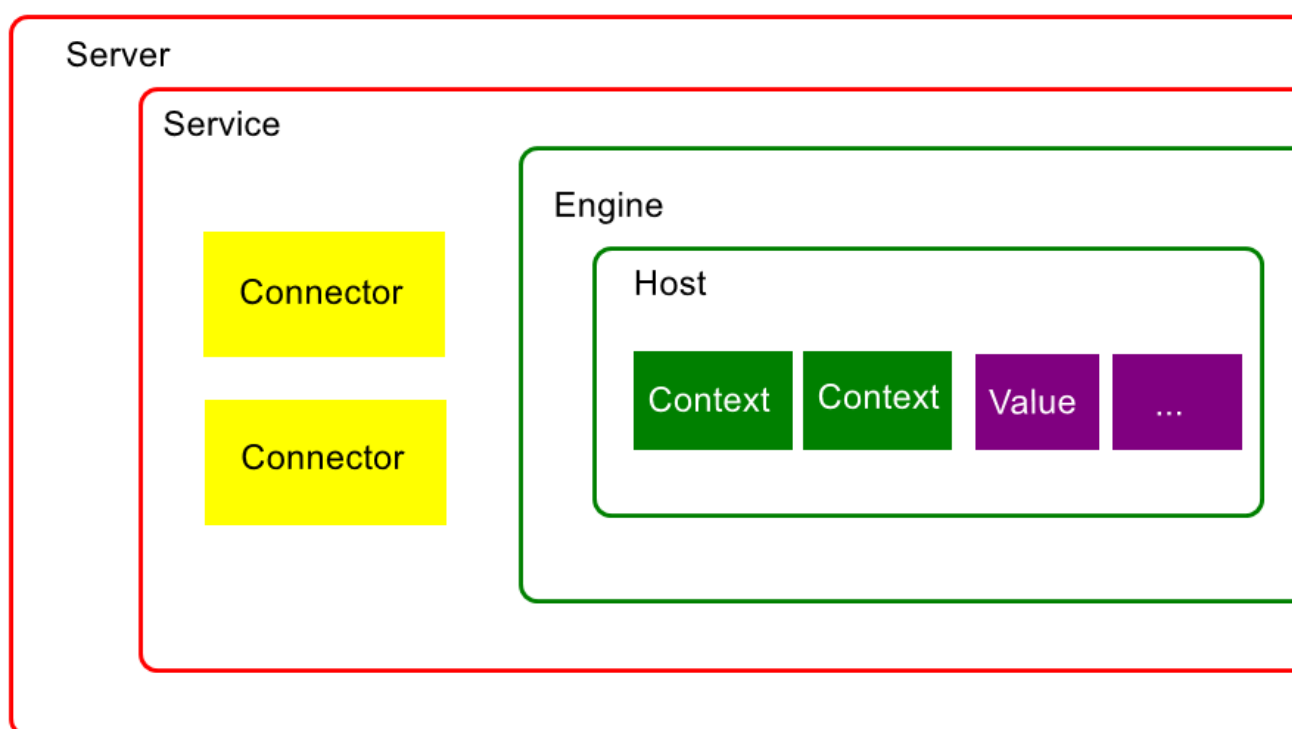 Server
Service
Engine
Host
Connector
Context
Context
Value
...
Connector